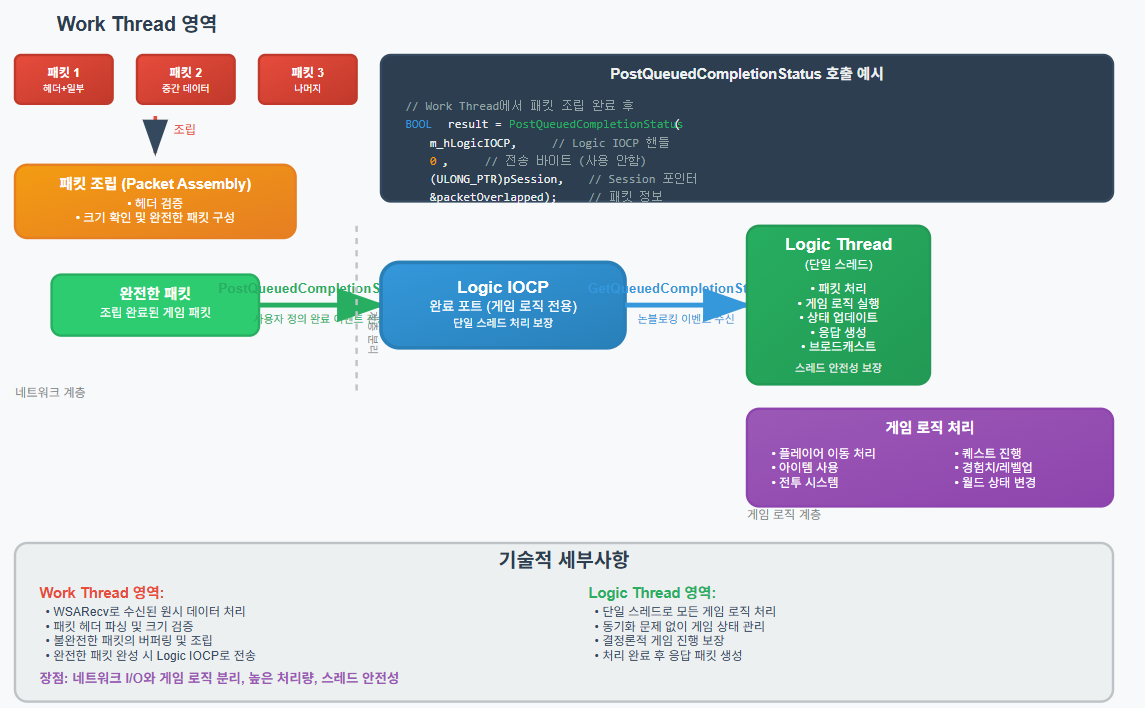 Work Thread 영역
패킷 1
헤더+일부
패킷 2
중간 데이터
패킷 3
나머지
조립
패킷 조립 (Packet Assembly)
• 헤더 검증
• 크기 확인 및 완전한 패킷 구성
PostQueuedCompletionStatus 호출 예시
// Work Thread에서 패킷 조립 완료 후
BOOL result = PostQueuedCompletionStatus(
m_hLogicIOCP, // Logic IOCP 핸들
0 , // 전송 바이트 (사용 안함)
(ULONG_PTR)pSession, // Session 포인터
&packetOverlapped); // 패킷 정보
완전한 패킷
조립 완료된 게임 패킷
PostQueuedCompletionS
사용자 정의 완료 이벤트
계층 분리
Logic IOCP
완료 포트 (게임 로직 전용)
단일 스레드 처리 보장
GetQueuedCompletionSt
논블로킹 이벤트 수신
Logic Thread
(단일 스레드)
• 패킷 처리
• 게임 로직 실행
• 상태 업데이트
• 응답 생성
• 브로드캐스트
스레드 안전성 보장
네트워크 계층
게임 로직 처리
• 플레이어 이동 처리
• 아이템 사용
• 전투 시스템
• 퀘스트 진행
• 경험치/레벨업
• 월드 상태 변경
게임 로직 계층
기술적 세부사항
Work Thread 영역:
• WSARecv로 수신된 원시 데이터 처리
• 패킷 헤더 파싱 및 크기 검증
• 불완전한 패킷의 버퍼링 및 조립
• 완전한 패킷 완성 시 Logic IOCP로 전송
장점: 네트워크 I/O와 게임 로직 분리, 높은 처리량, 스레드 안전성
Logic Thread 영역:
• 단일 스레드로 모든 게임 로직 처리
• 동기화 문제 없이 게임 상태 관리
• 결정론적 게임 진행 보장
• 처리 완료 후 응답 패킷 생성